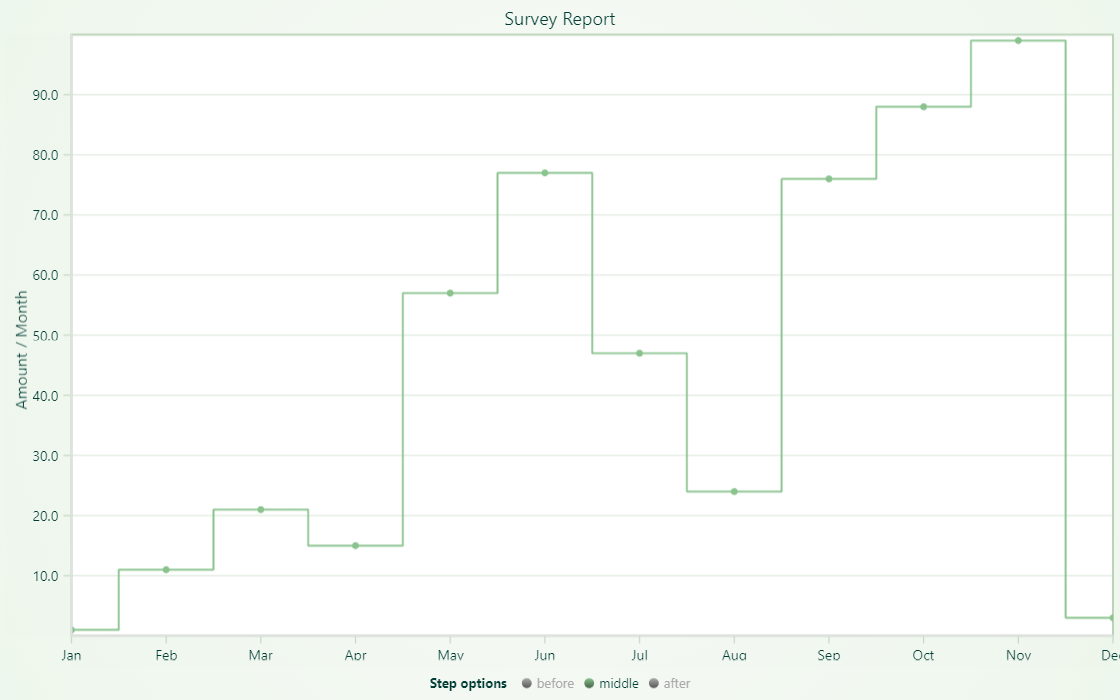 Survey Report
Amount / Month
90.0
80.0
70.0
60.0
50.0
40.0
30.0
20.0
10.0
Jan Feb Mar Apr May Jun Jul Aug Sep Oct Nov Dec
Step options before middle after